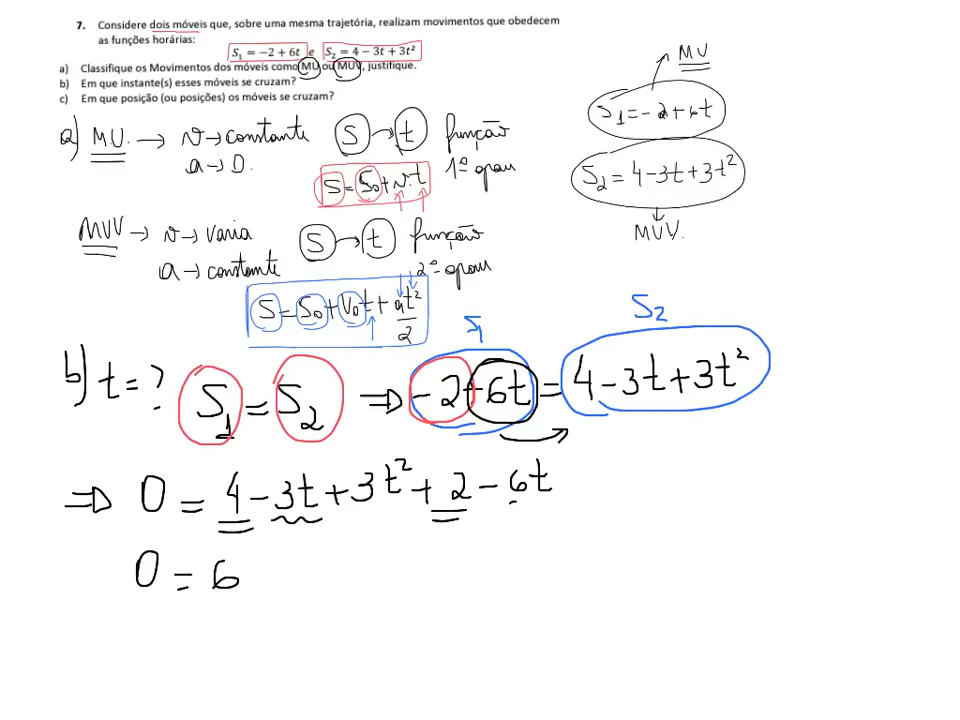 7. Considere dois móveis que, sobre uma mesma trajetória, realizam movimentos que obedecem
as funções horárias:
S₁ = −2 + 6t e S₂ = 4 − 3t + 3t²
a) Classifique os Movimentos dos móveis como MU ou MUV, justifique.
b) Em que instante(s) esses móveis se cruzam?
c) Em que posição (ou posições) os móveis se cruzam?
MU
S₁ = −2 + 6t
S₂ = 4 − 3t + 3t²
MUV.
a) MU. → v → constante S → t função
a → 0. 1º grau
S = S₀ + v.t
MUV → v → varia S → t função
a → constante 2º grau
S = S₀ + V₀t + at²/2
S₁ S₂
b) t = ? S₁ = S₂ ⇒ −2 + 6t = 4 − 3t + 3t²
⇒ 0 = 4 − 3t + 3t² + 2 − 6t
0 = 6